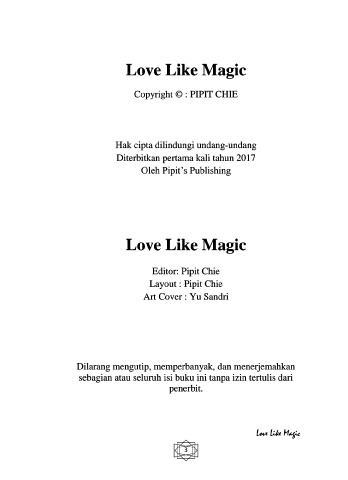 Love Like Magic
Copyright © : PIPIT CHIE
Hak cipta dilindungi undang-undang
Diterbitkan pertama kali tahun 2017
Oleh Pipit's Publishing
Love Like Magic
Editor: Pipit Chie
Layout : Pipit Chie
Art Cover : Yu Sandri
Dilarang mengutip, memperbanyak, dan menerjemahkan
sebagian atau seluruh isi buku ini tanpa izin tertulis dari
penerbit.
Love Like Magic
3